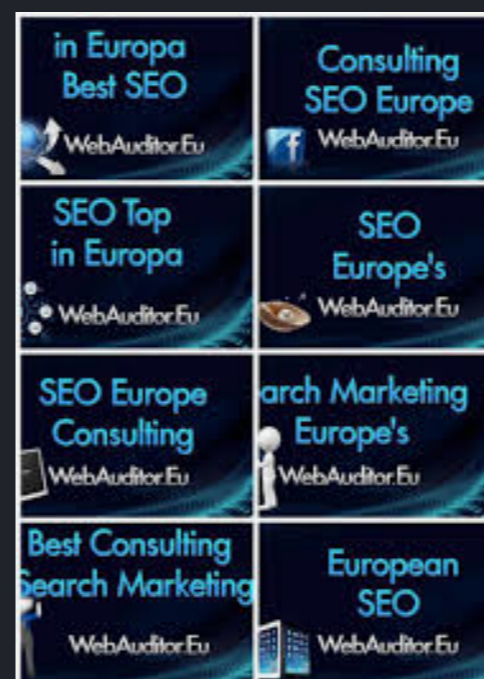 in Europa
Best SEO
WebAuditor.Eu
Consulting
SEO Europe
f
WebAuditor.Eu
SEO Top
in Europa
WebAuditor.Eu
SEO
Europe's
WebAuditor.Eu
SEO Europe
Consulting
WebAuditor.Eu
arch Marketing
Europe's
WebAuditor.Eu
Best Consulting
Search Marketing
WebAuditor.Eu
European
SEO
WebAuditor.Eu